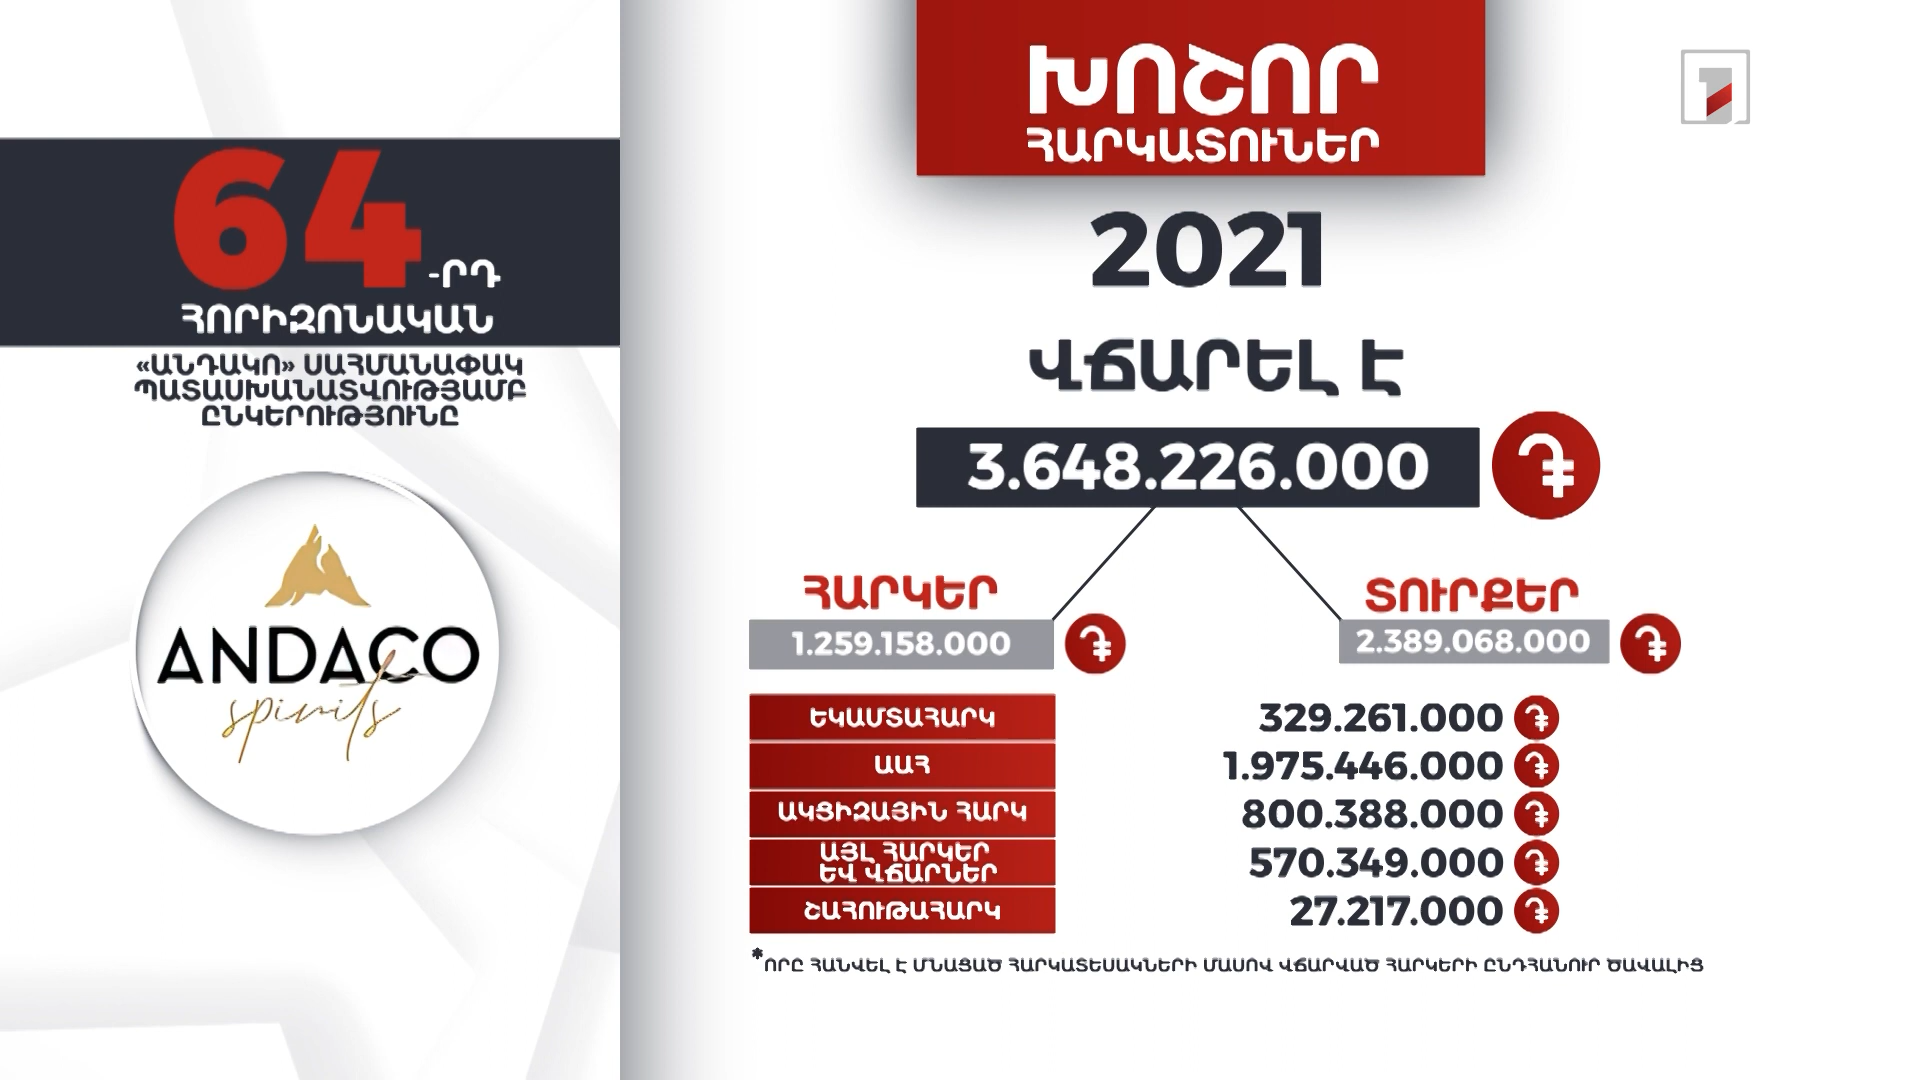 64-ՐԴ
ՀՈՐԻԶՈՆԱԿԱՆ
«ԱՆԴԱԿՈ» ՍԱՀՄԱՆԱՓԱԿ
ՊԱՏԱՍԽԱՆԱՏՎՈՒԹՅԱՄԲ
ԸՆԿԵՐՈՒԹՅՈՒՆԸ
ANDACO
spirits
ԽՈՇՈՐ
ՀԱՐԿԱՏՈՒՆԵՐ
1
2021
ՎՃԱՐԵԼ Է
3.648.226.000 ֏
ՀԱՐԿԵՐ
1.259.158.000 ֏
ՏՈՒՐՔԵՐ
2.389.068.000 ֏
ԵԿԱՄՏԱՀԱՐԿ 329.261.000 ֏
ԱԱՀ 1.975.446.000 ֏
ԱԿՑԻԶԱՅԻՆ ՀԱՐԿ 800.388.000 ֏
ԱՅԼ ՀԱՐԿԵՐ
ԵՎ ՎՃԱՐՆԵՐ 570.349.000 ֏
ՇԱՀՈՒԹԱՀԱՐԿ 27.217.000 ֏
*ՈՐԸ ՀԱՆՎԵԼ Է ՄՆԱՑԱԾ ՀԱՐԿԱՏԵՍԱԿՆԵՐԻ ՄԱՍՈՎ ՎՃԱՐՎԱԾ ՀԱՐԿԵՐԻ ԸՆԴՀԱՆՈՒՐ ԾԱՎԱԼԻՑ